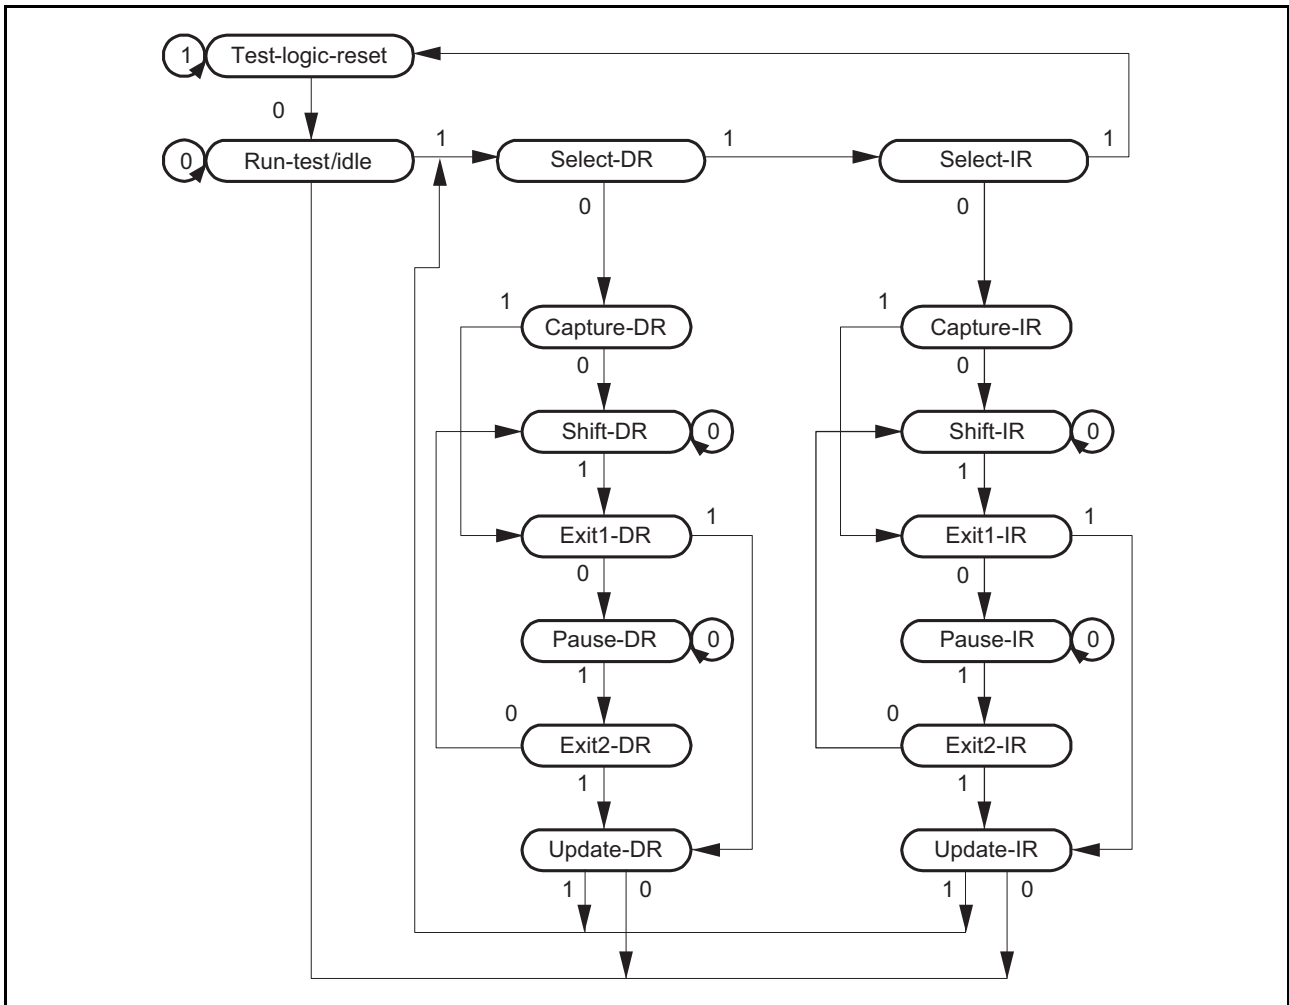 1 Test-logic-reset
0
0 Run-test/idle 1 Select-DR 1 Select-IR 1
0 0
1 1
Capture-DR Capture-IR
0 0
Shift-DR 0 Shift-IR 0
1 1
Exit1-DR 1 Exit1-IR 1
0 0
Pause-DR 0 Pause-IR 0
1 1
0 0
Exit2-DR Exit2-IR
1 1
Update-DR Update-IR
1 0 1 0